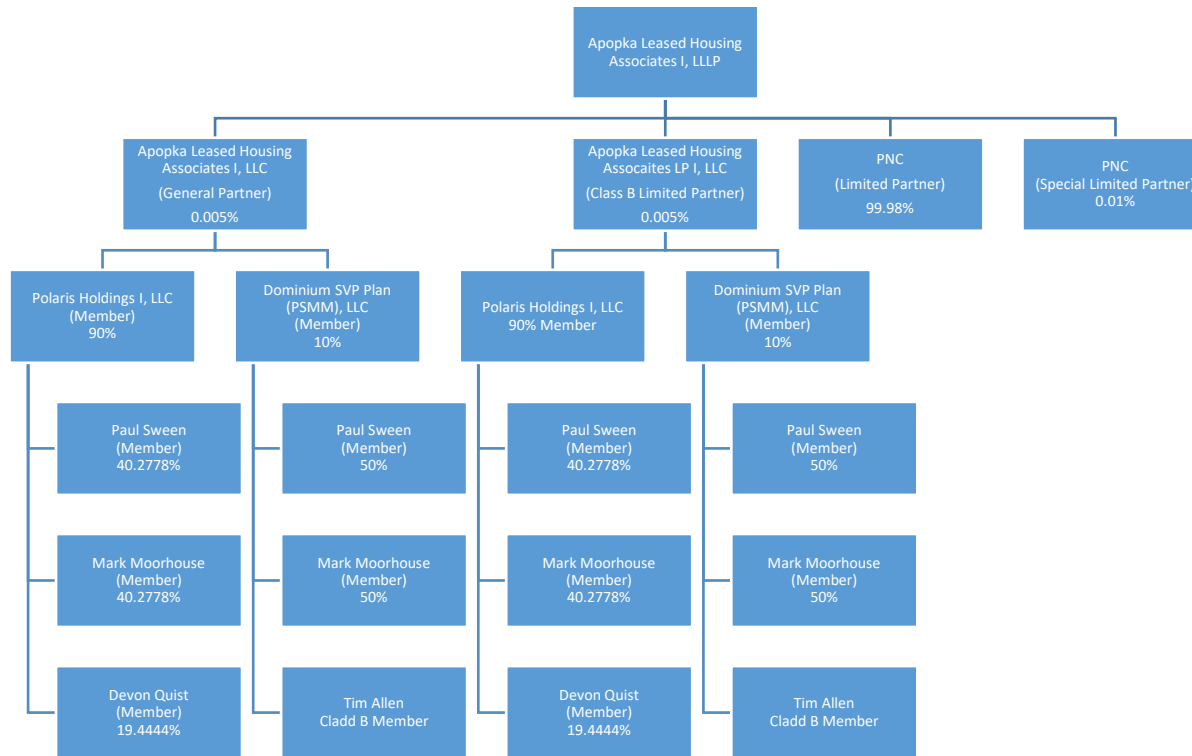 Apopka Leased Housing
Associates I, LLLP
Apopka Leased Housing
Associates I, LLC
(General Partner)
0.005%
Apopka Leased Housing
Assocaites LP I, LLC
(Class B Limited Partner)
0.005%
PNC
(Limited Partner)
99.98%
PNC
(Special Limited Partner)
0.01%
Polaris Holdings I, LLC
(Member)
90%
Dominium SVP Plan
(PSMM), LLC
(Member)
10%
Polaris Holdings I, LLC
90% Member
Dominium SVP Plan
(PSMM), LLC
(Member)
10%
Paul Sween
(Member)
40.2778%
Paul Sween
(Member)
50%
Paul Sween
(Member)
40.2778%
Paul Sween
(Member)
50%
Mark Moorhouse
(Member)
40.2778%
Mark Moorhouse
(Member)
50%
Mark Moorhouse
(Member)
40.2778%
Mark Moorhouse
(Member)
50%
Devon Quist
(Member)
19.4444%
Tim Allen
Cladd B Member
Devon Quist
(Member)
19.4444%
Tim Allen
Cladd B Member